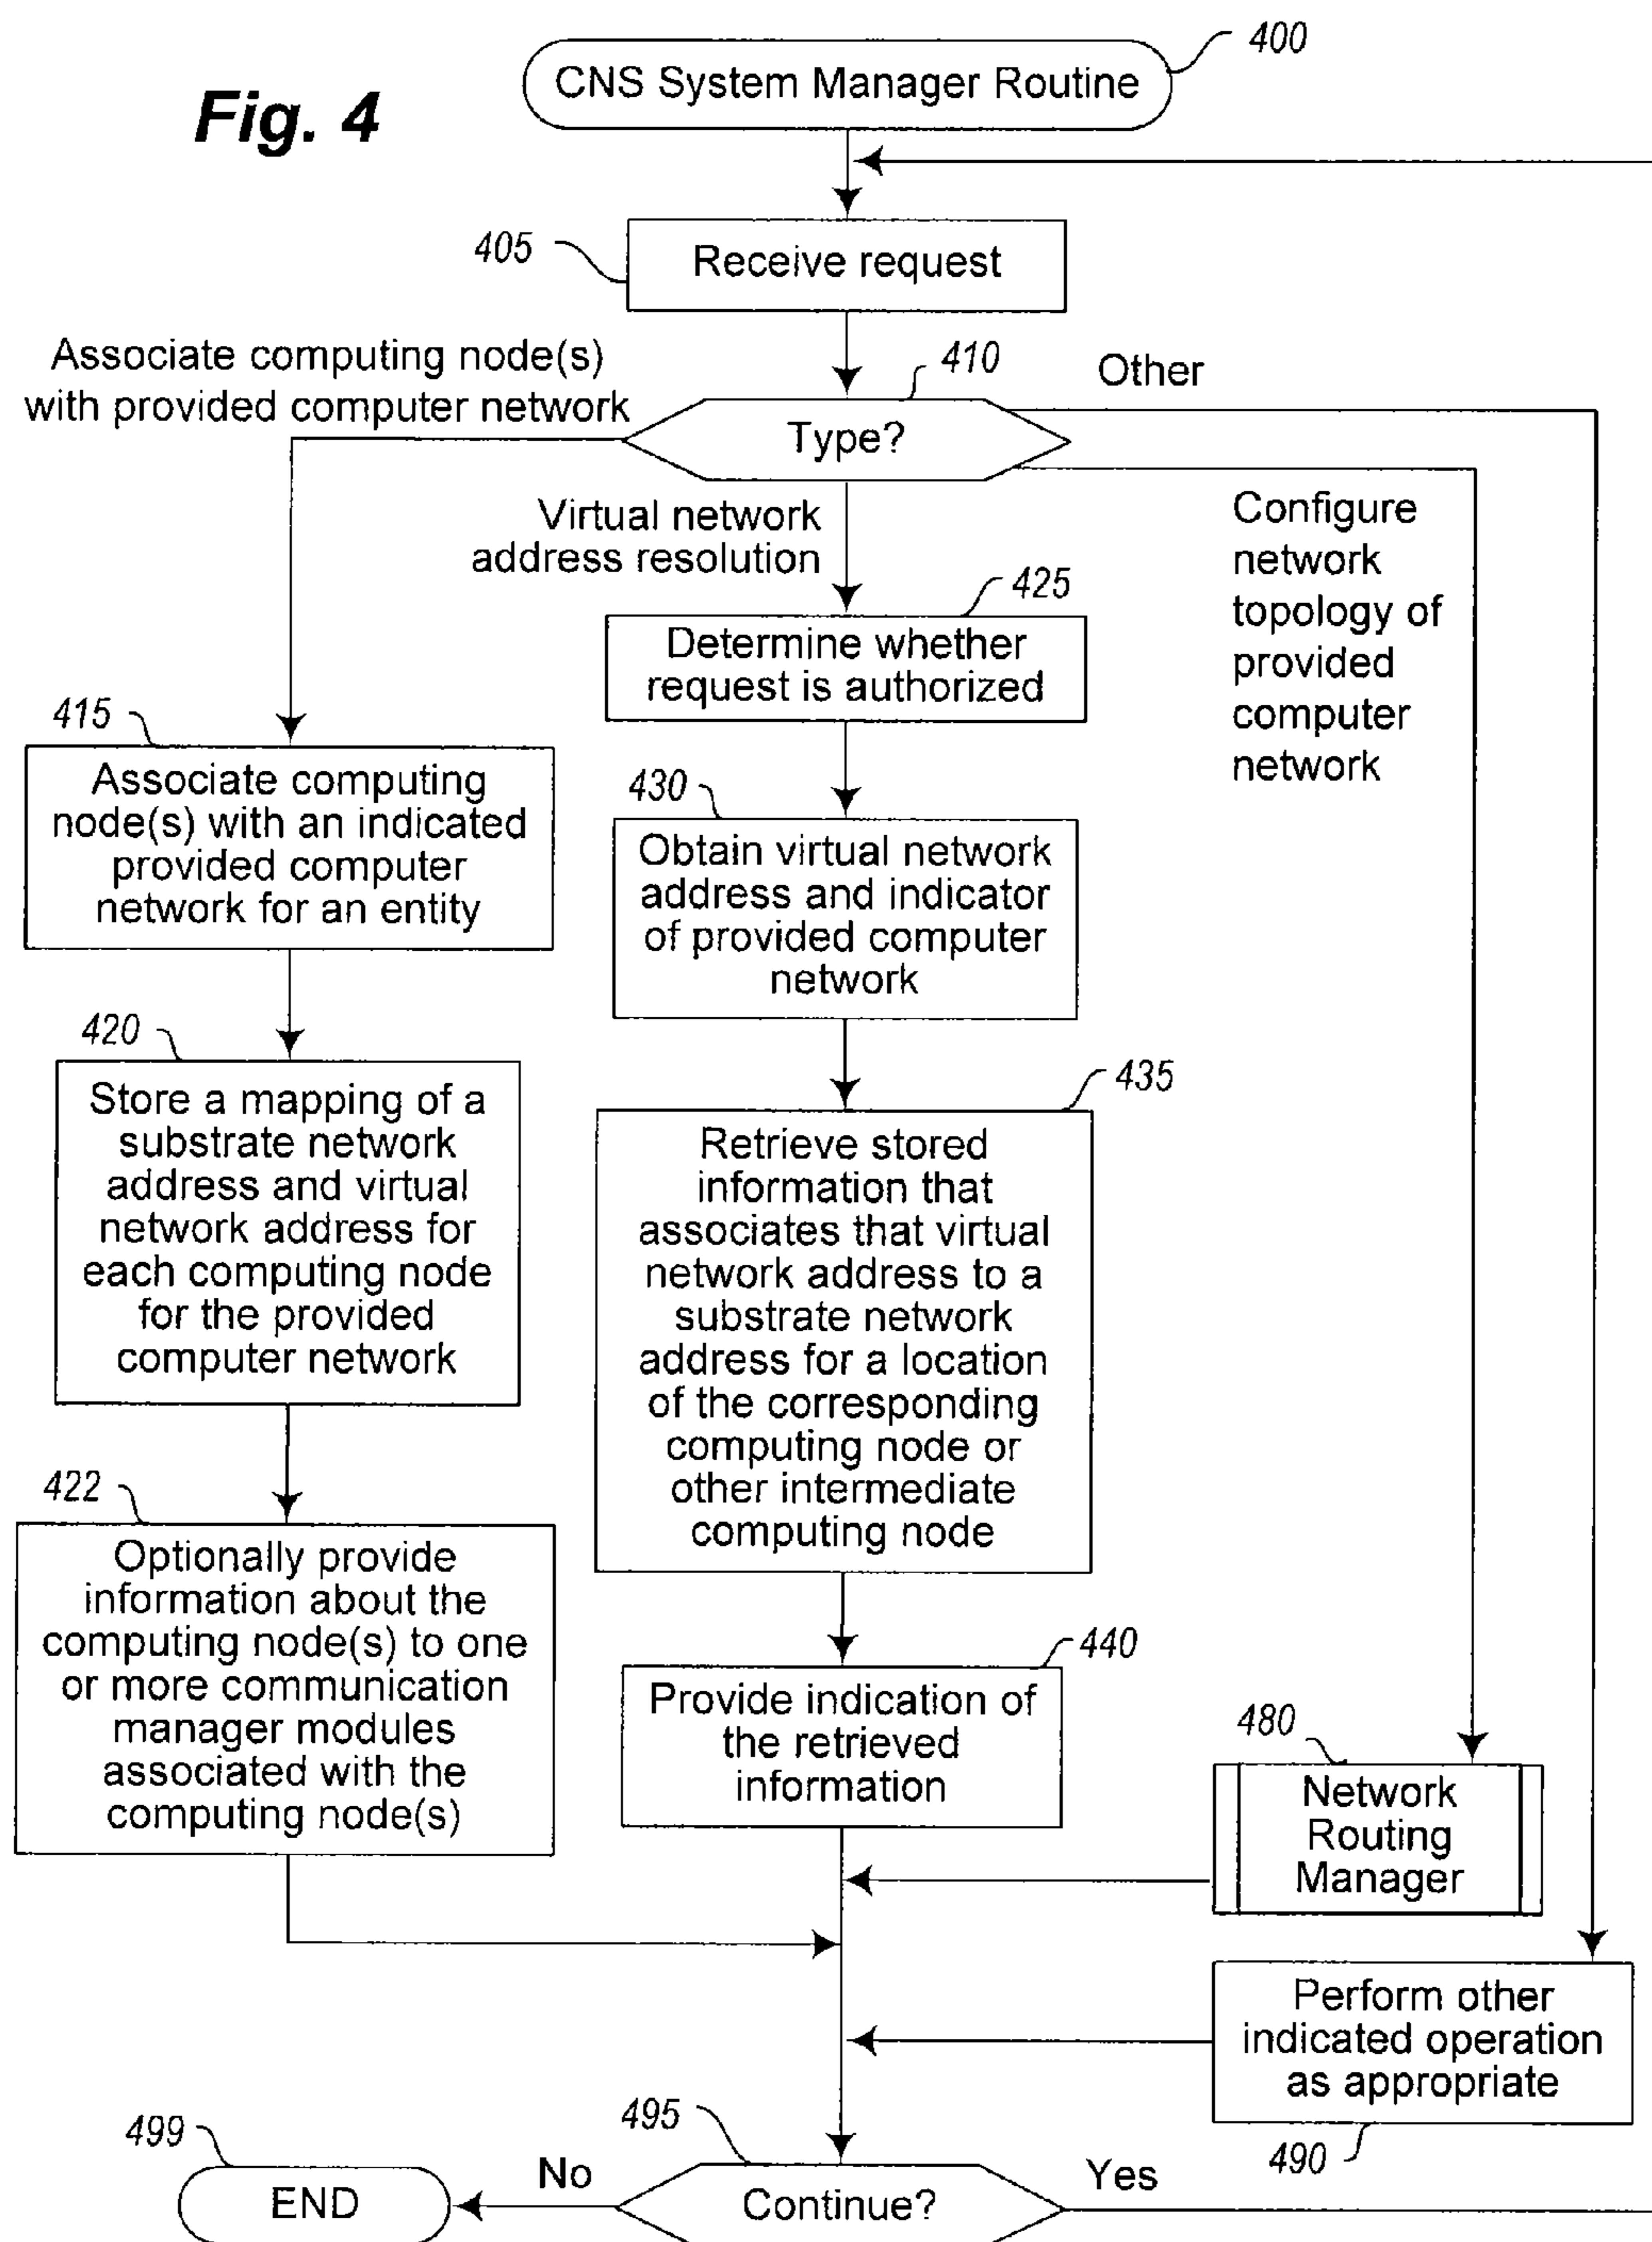 Fig. 4
CNS System Manager Routine
400
405
Receive request
Associate computing node(s)
with provided computer network
410
Type?
Other
Virtual network
address resolution
Configure
network
topology of
provided
computer
network
425
Determine whether
request is authorized
415
Associate computing
node(s) with an indicated
provided computer
network for an entity
430
Obtain virtual network
address and indicator
of provided computer
network
420
Store a mapping of a
substrate network
address and virtual
network address for
each computing node
for the provided
computer network
435
Retrieve stored
information that
associates that virtual
network address to a
substrate network
address for a location
of the corresponding
computing node or
other intermediate
computing node
422
Optionally provide
information about the
computing node(s) to one
or more communication
manager modules
associated with the
computing node(s)
440
Provide indication of
the retrieved
information
480
Network
Routing
Manager
Perform other
indicated operation
as appropriate
490
495
Continue?
Yes
No
499
END